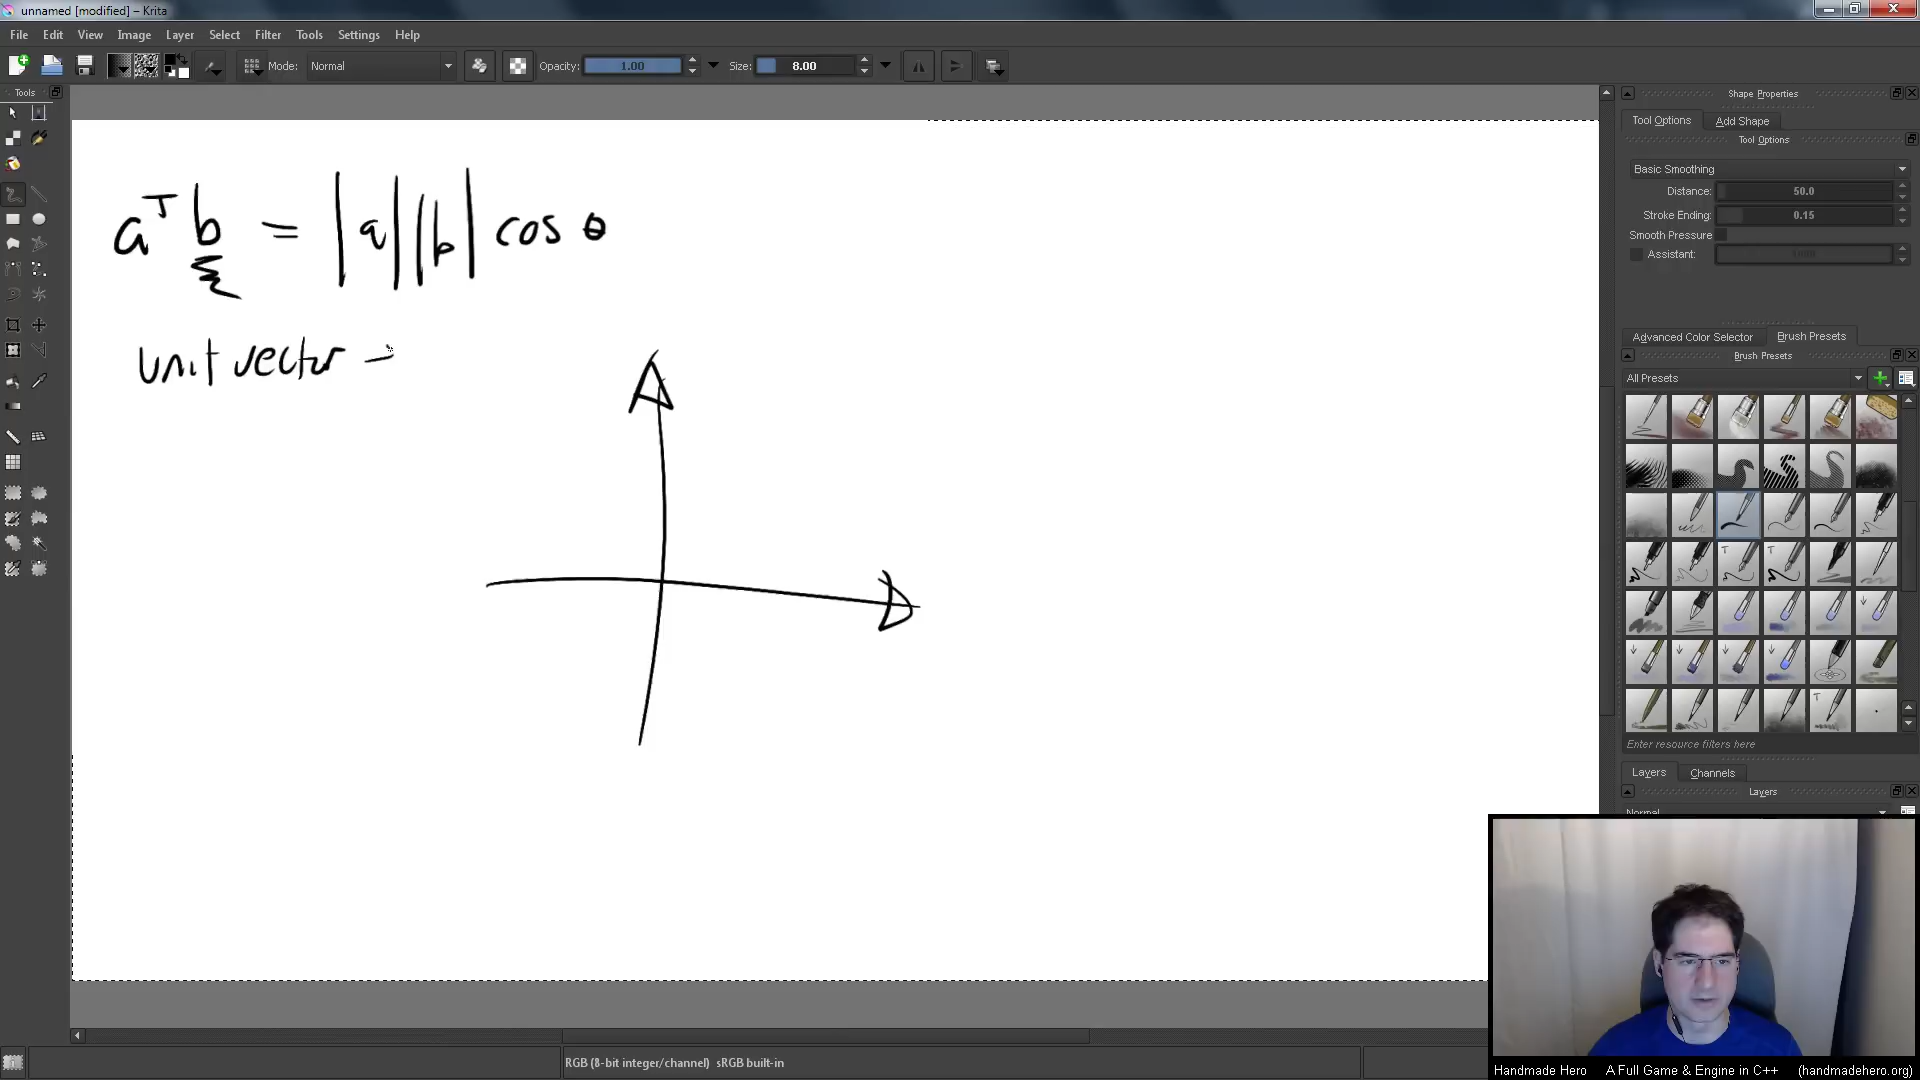 unnamed [modified] – Krita
File Edit View Image Layer Select Filter Tools Settings Help
Mode: Normal Opacity: 1.00 Size: 8.00
Tools
Shape Properties
Tool Options Add Shape
Tool Options
Basic Smoothing
Distance: 50.0
Stroke Ending: 0.15
Smooth Pressure
Assistant:
aᵀ b = |a||b| cos θ
unit vector →
Advanced Color Selector Brush Presets
Brush Presets
All Presets
Enter resource filters here
Layers Channels
Layers
Normal
RGB (8-bit integer/channel) sRGB built-in
Handmade Hero A Full Game & Engine in C++ (handmadehero.org)